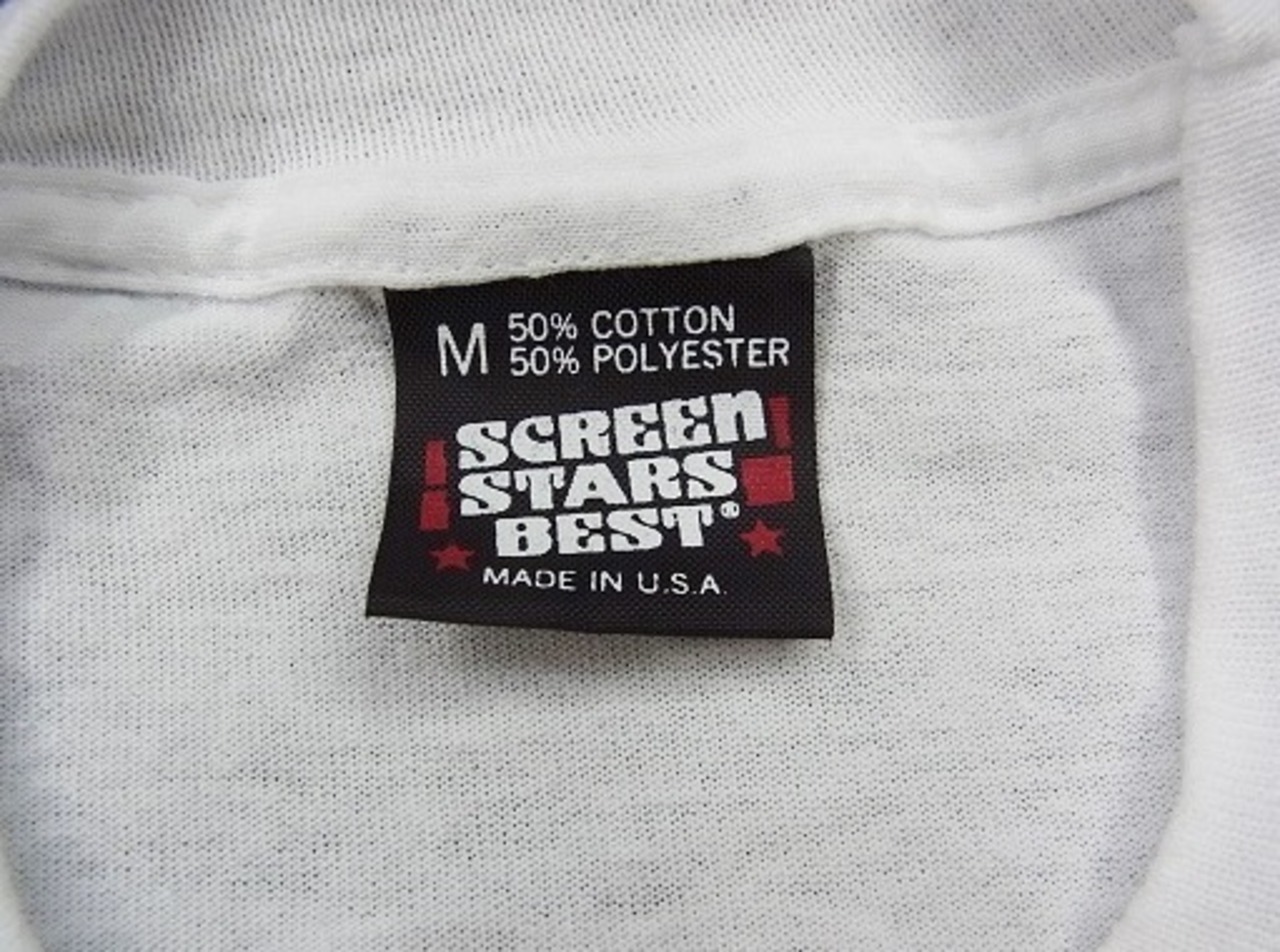 M 50% COTTON
50% POLYESTER
SCREEN
STARS
BEST®
MADE IN U.S.A.